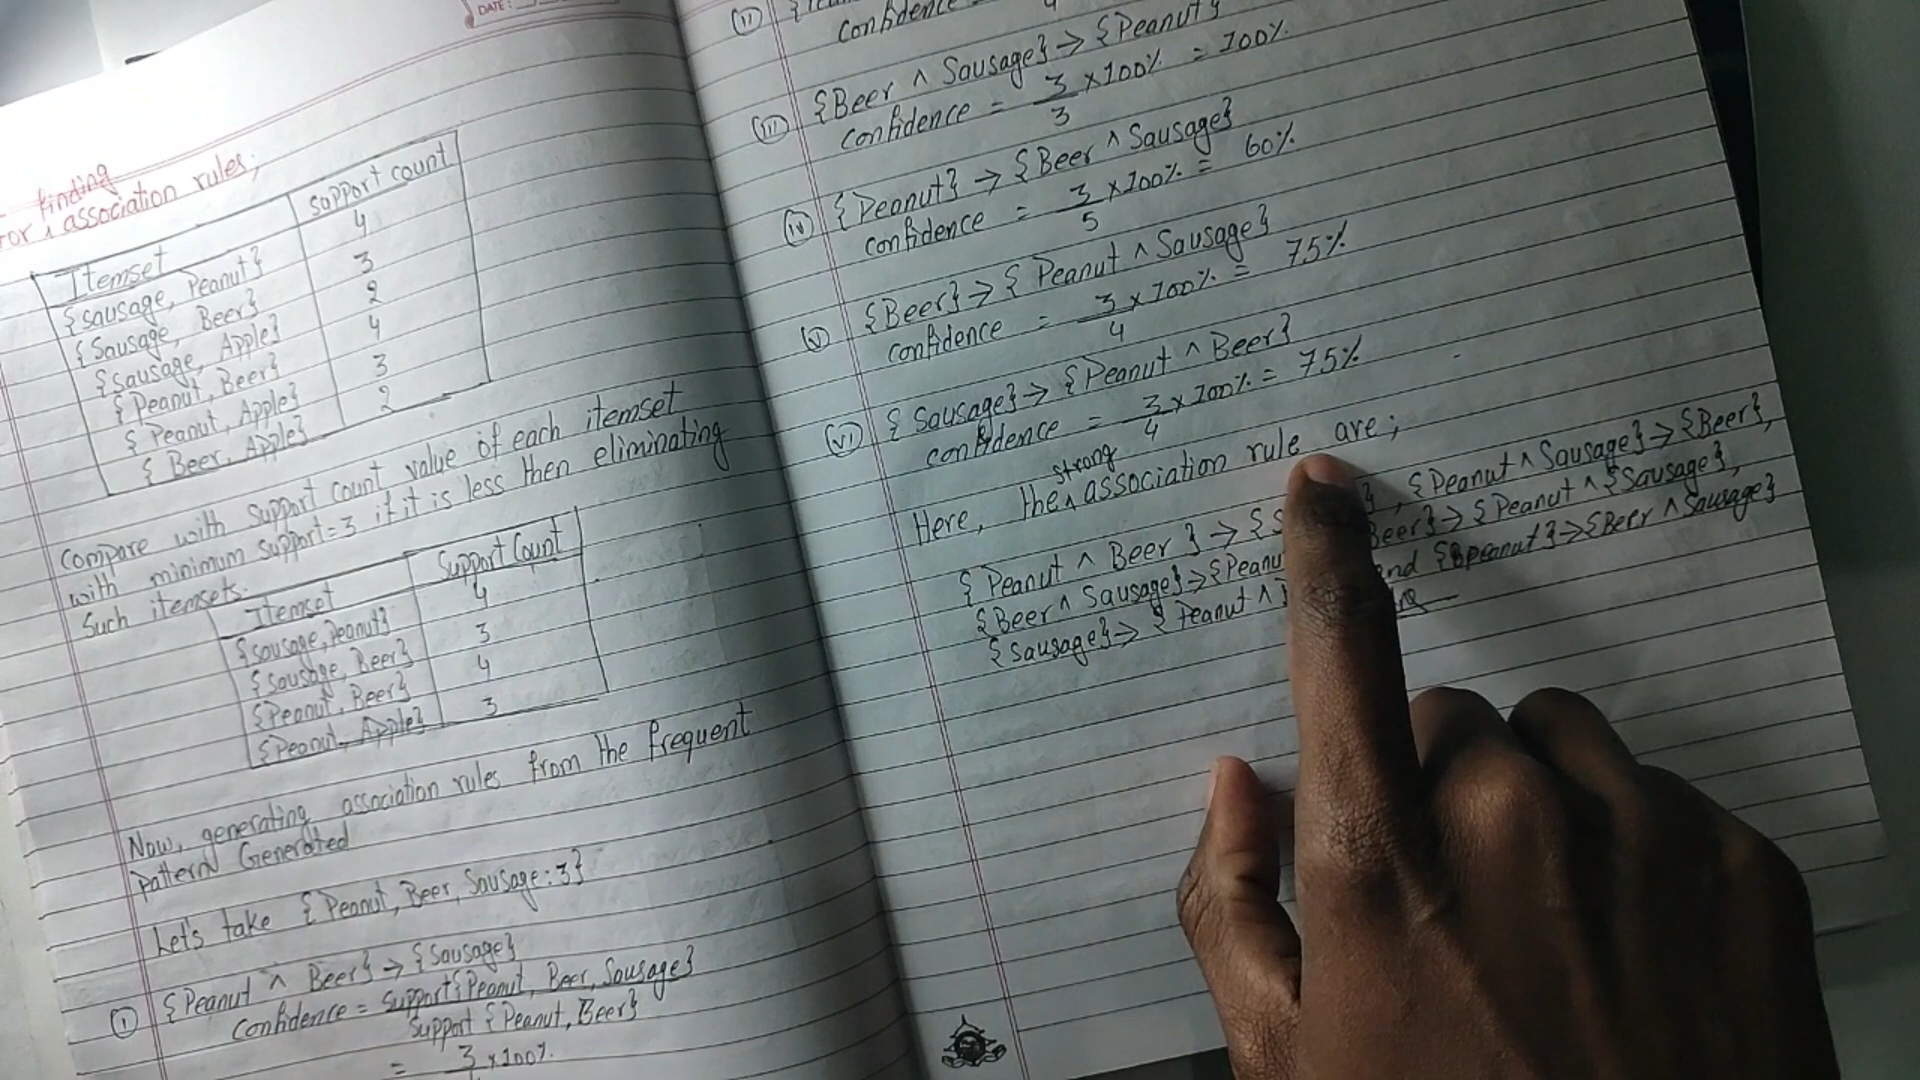 DATE:
finding
for association rules;
Itemset support count
{sausage, Peanut} 4
{Sausage, Beer} 3
{sausage, Apple} 2
{Peanut, Beer} 4
{Peanut, Apple} 3
{Beer, Apple} 2
Compare with support count value of each itemset
with minimum support=3 if it is less then eliminating
Such itemsets.
Itemset Support Count
{sausage, Peanut} 4
{sausage, Beer} 3
{Peanut, Beer} 4
{Peanut, Apple} 3
Now, generating association rules from the frequent
pattern Generated
Let's take {Peanut, Beer, Sausage:3}
(i) {Peanut ^ Beer} → {Sausage}
Confidence = Support{Peanut, Beer, Sausage}
Support {Peanut, Beer}
= 3 ×100%
(ii)
confidence
(iii) {Beer ^ Sausage} → {Peanut}
confidence = 3/3 ×100% = 100%
(iv) {Peanut} → {Beer ^ Sausage}
confidence = 3/5 ×100% = 60%
(v) {Beer} → {Peanut ^ Sausage}
confidence = 3/4 ×100% = 75%
(vi) {Sausage} → {Peanut ^ Beer}
confidence = 3/4 ×100% = 75%
strong
Here, the association rule are;
{Peanut ^ Beer} → {S }, {Peanut ^ Sausage} → {Beer},
{Beer ^ Sausage} → {Peanu Beer} → {Peanut ^ {Sausage},
{sausage} → {Peanut ^ and {Peanut} → {Beer ^ Sausage}